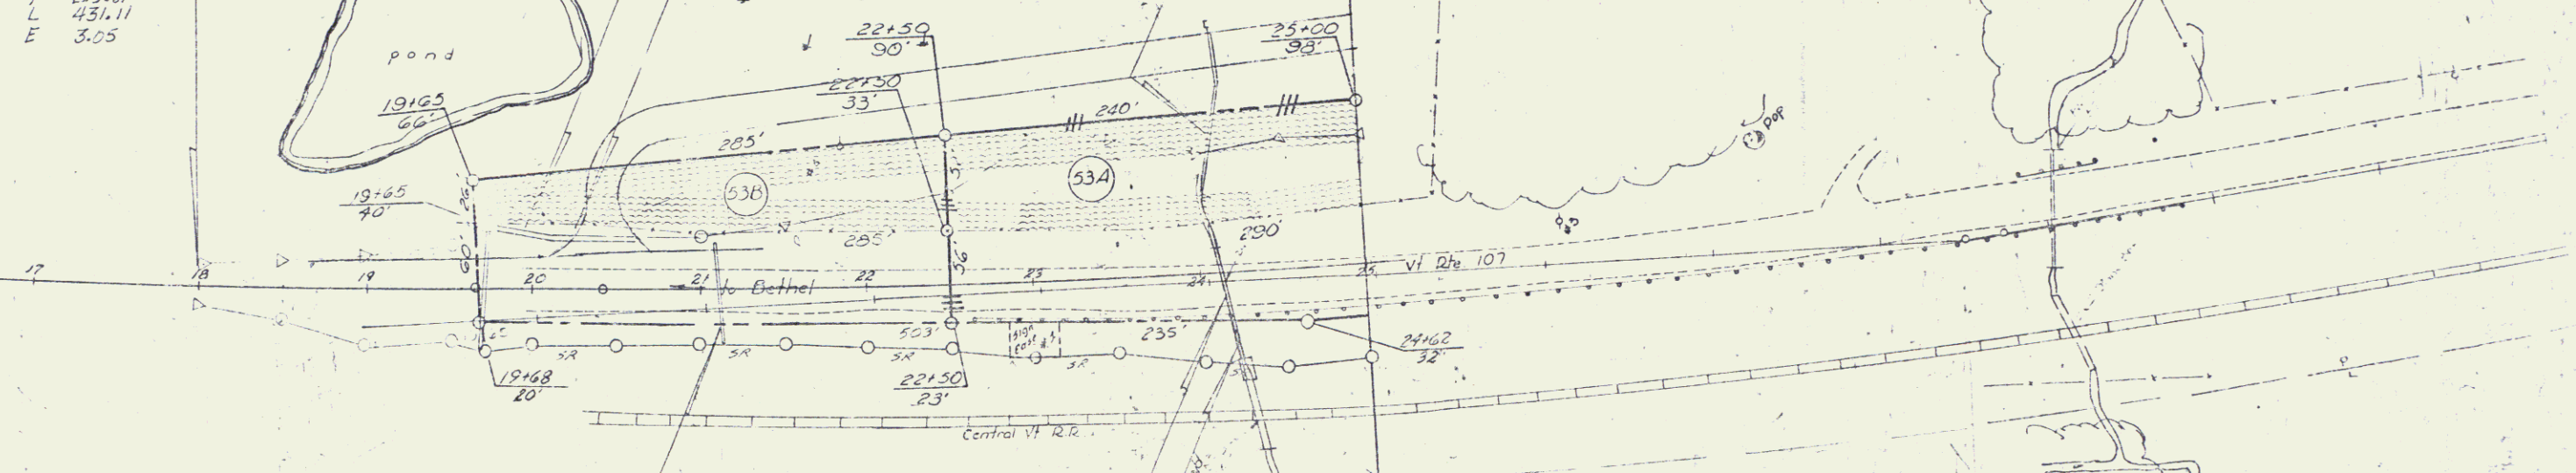 L 431.11
E 3.05
pond
22+50
90'
25+00
98'
22+50
33'
19+65
66'
240'
285'
53B
53A
26'
57'
19+65
40'
285'
290'
60'
56'
17
18
19
20
21
22
23
24
25
to Bethel
Vt Rte 107
POP
503'
235'
SR
SR
SR
SR
24+62
32'
19+68
20'
22+50
23'
Central Vt R.R.
P
L